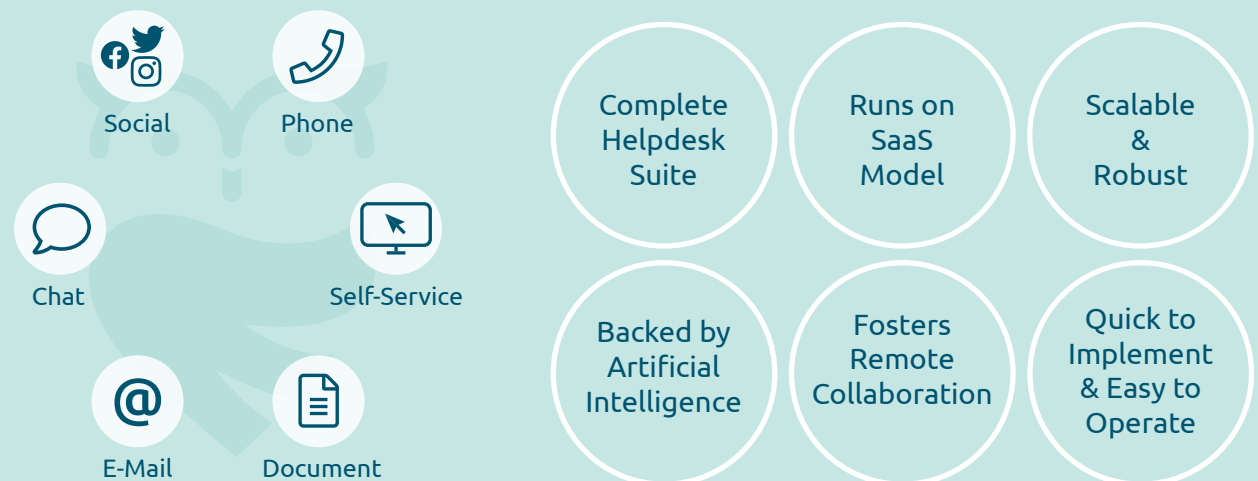 Social
Phone
Chat
Self-Service
@
E-Mail
Document
Complete
Helpdesk
Suite
Runs on
SaaS
Model
Scalable
&
Robust
Backed by
Artificial
Intelligence
Fosters
Remote
Collaboration
Quick to
Implement
& Easy to
Operate